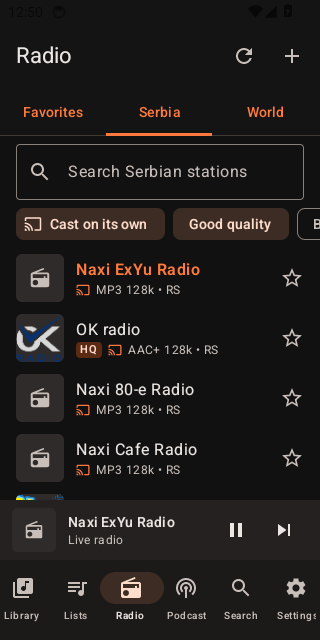 12:50
Radio
Favorites
Serbia
World
Search Serbian stations
Cast on its own
Good quality
B
Naxi ExYu Radio
MP3 128k • RS
OK radio
HQ AAC+ 128k • RS
Naxi 80-e Radio
MP3 128k • RS
Naxi Cafe Radio
MP3 128k • RS
Naxi ExYu Radio
Live radio
Library
Lists
Radio
Podcast
Search
Settings